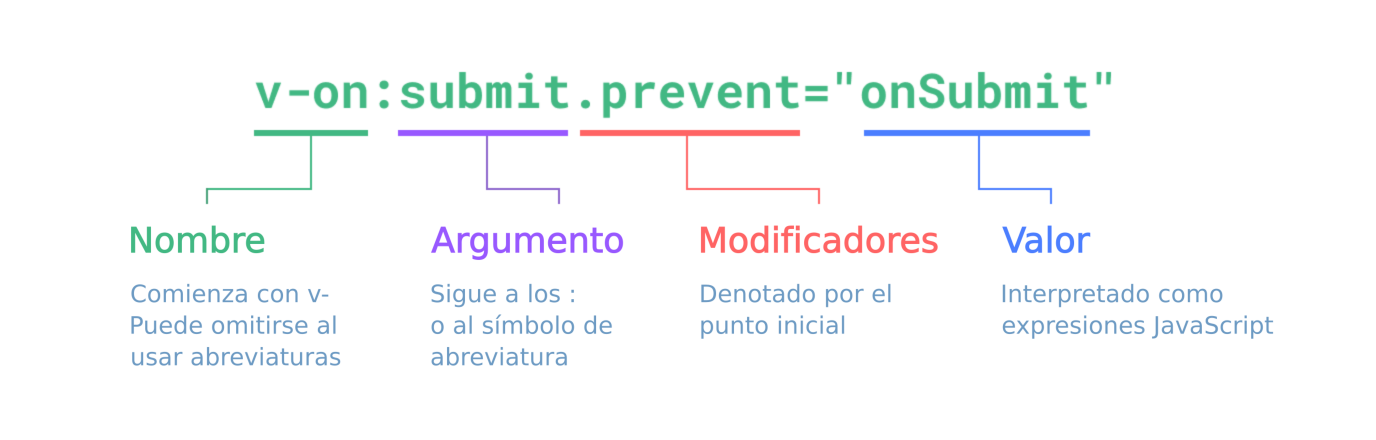 v-on:submit.prevent="onSubmit"
Nombre
Comienza con v-
Puede omitirse al
usar abreviaturas
Argumento
Sigue a los :
o al símbolo de
abreviatura
Modificadores
Denotado por el
punto inicial
Valor
Interpretado como
expresiones JavaScript